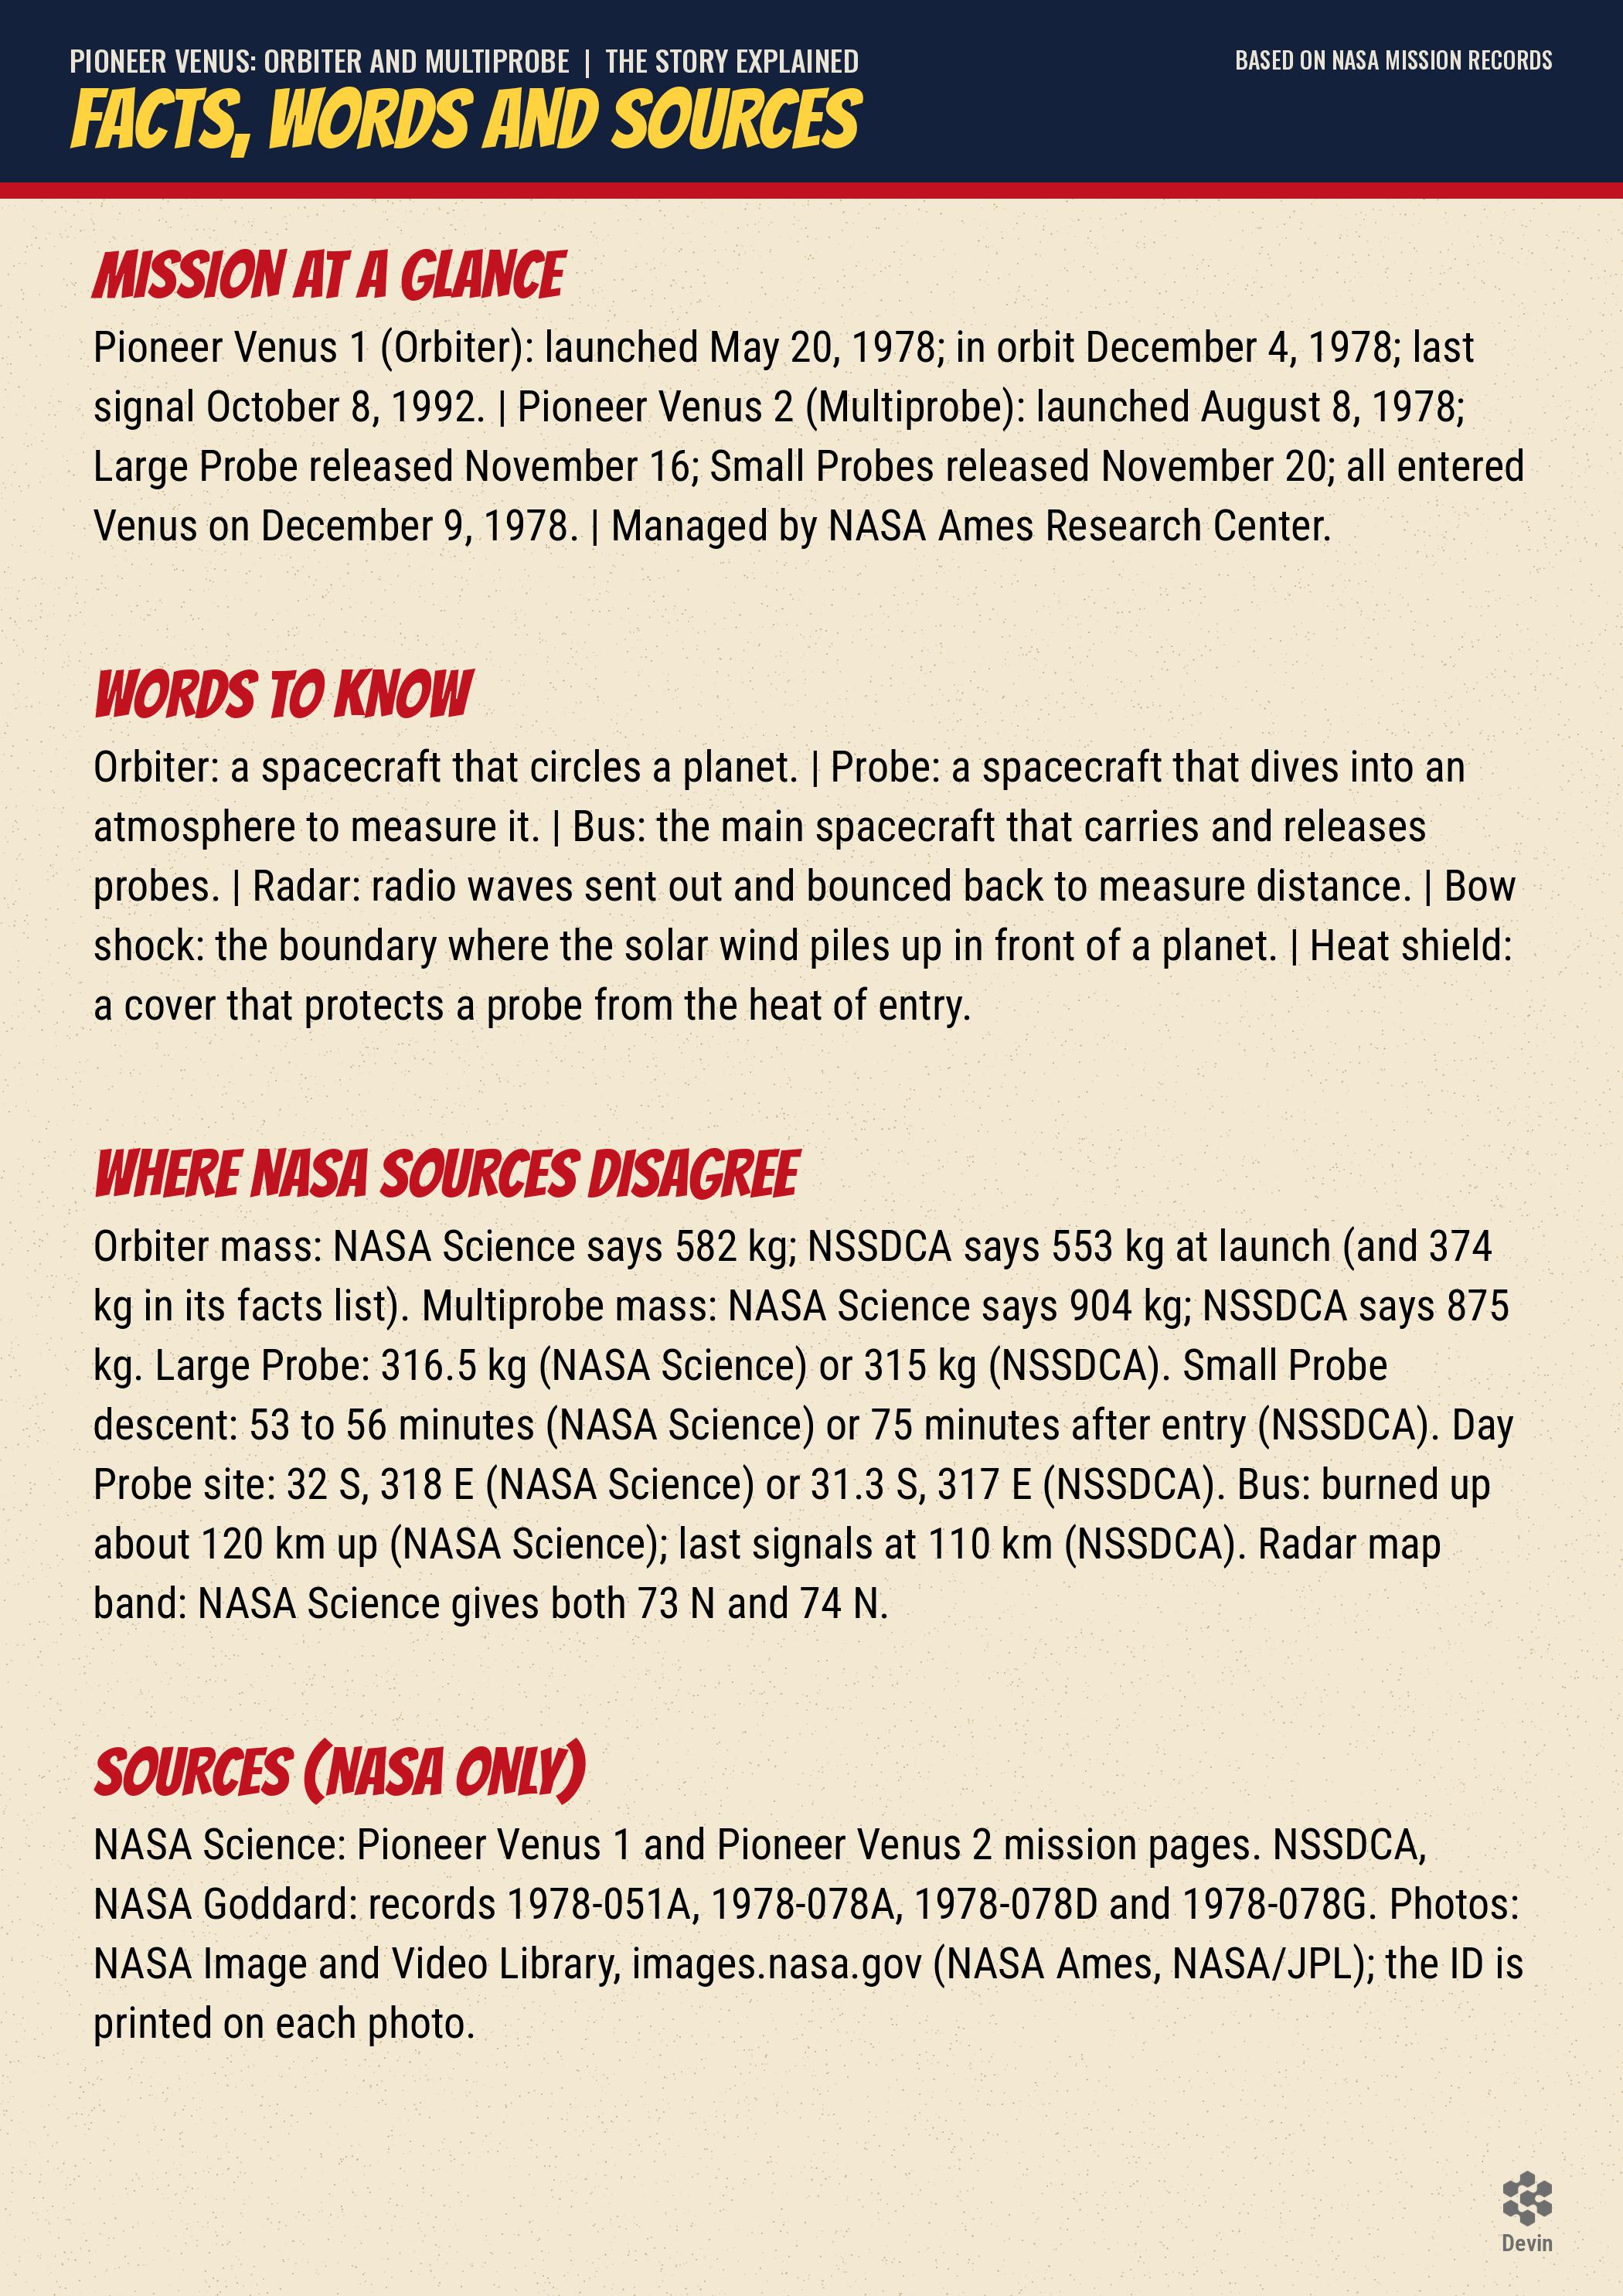 PIONEER VENUS: ORBITER AND MULTIPROBE | THE STORY EXPLAINED
BASED ON NASA MISSION RECORDS
FACTS, WORDS AND SOURCES
MISSION AT A GLANCE
Pioneer Venus 1 (Orbiter): launched May 20, 1978; in orbit December 4, 1978; last
signal October 8, 1992. | Pioneer Venus 2 (Multiprobe): launched August 8, 1978;
Large Probe released November 16; Small Probes released November 20; all entered
Venus on December 9, 1978. | Managed by NASA Ames Research Center.
WORDS TO KNOW
Orbiter: a spacecraft that circles a planet. | Probe: a spacecraft that dives into an
atmosphere to measure it. | Bus: the main spacecraft that carries and releases
probes. | Radar: radio waves sent out and bounced back to measure distance. | Bow
shock: the boundary where the solar wind piles up in front of a planet. | Heat shield:
a cover that protects a probe from the heat of entry.
WHERE NASA SOURCES DISAGREE
Orbiter mass: NASA Science says 582 kg; NSSDCA says 553 kg at launch (and 374
kg in its facts list). Multiprobe mass: NASA Science says 904 kg; NSSDCA says 875
kg. Large Probe: 316.5 kg (NASA Science) or 315 kg (NSSDCA). Small Probe
descent: 53 to 56 minutes (NASA Science) or 75 minutes after entry (NSSDCA). Day
Probe site: 32 S, 318 E (NASA Science) or 31.3 S, 317 E (NSSDCA). Bus: burned up
about 120 km up (NASA Science); last signals at 110 km (NSSDCA). Radar map
band: NASA Science gives both 73 N and 74 N.
SOURCES (NASA ONLY)
NASA Science: Pioneer Venus 1 and Pioneer Venus 2 mission pages. NSSDCA,
NASA Goddard: records 1978-051A, 1978-078A, 1978-078D and 1978-078G. Photos:
NASA Image and Video Library, images.nasa.gov (NASA Ames, NASA/JPL); the ID is
printed on each photo.
Devin